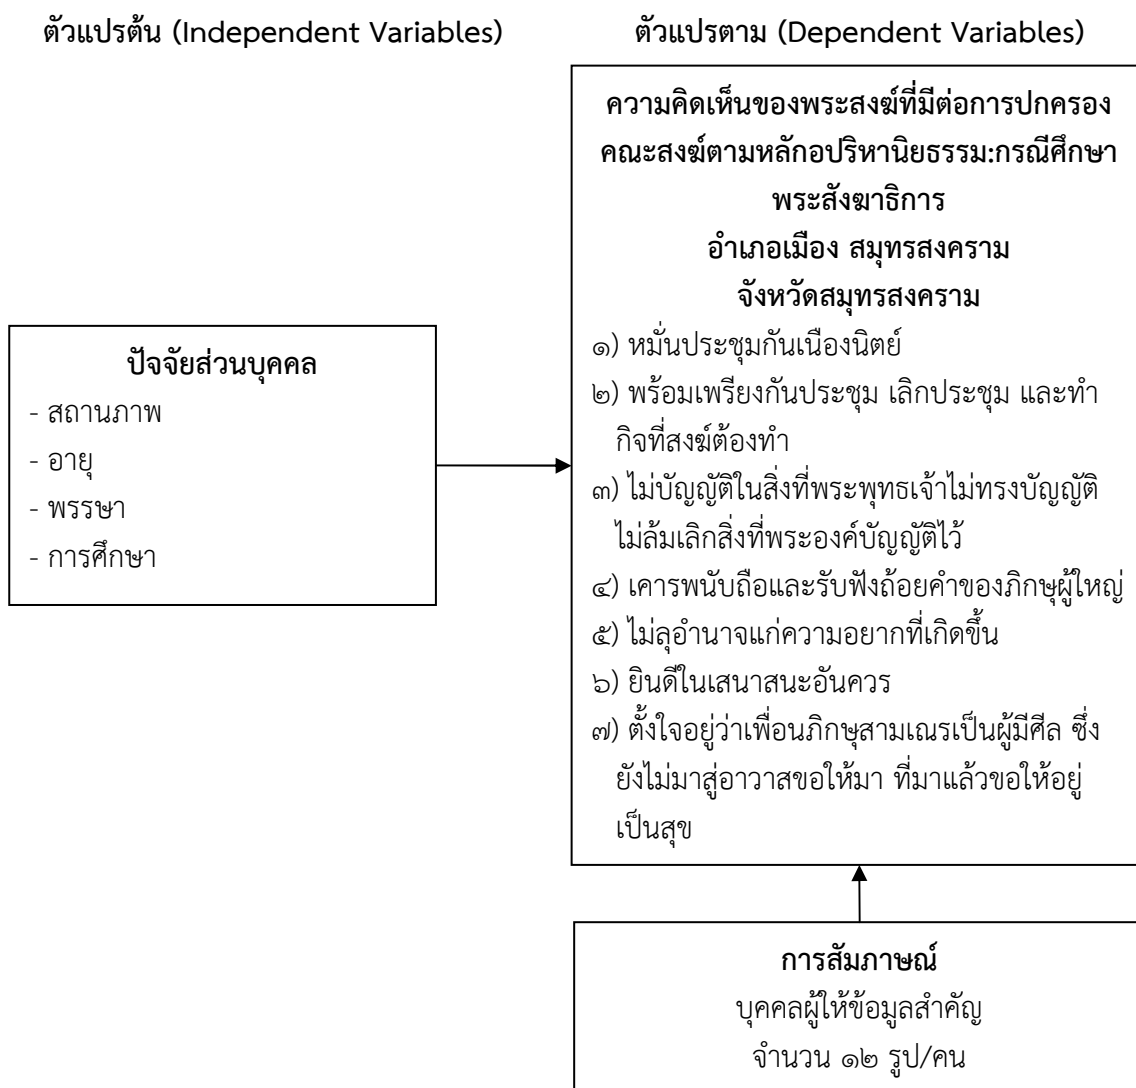 ตัวแปรต้น (Independent Variables)
ตัวแปรตาม (Dependent Variables)
ปัจจัยส่วนบุคคล
- สถานภาพ
- อายุ
- พรรษา
- การศึกษา
ความคิดเห็นของพระสงฆ์ที่มีต่อการปกครอง
คณะสงฆ์ตามหลักอปริหานิยธรรม:กรณีศึกษา
พระสังฆาธิการ
อำเภอเมือง สมุทรสงคราม
จังหวัดสมุทรสงคราม
๑) หมั่นประชุมกันเนืองนิตย์
๒) พร้อมเพรียงกันประชุม เลิกประชุม และทำ
กิจที่สงฆ์ต้องทำ
๓) ไม่บัญญัติในสิ่งที่พระพุทธเจ้าไม่ทรงบัญญัติ
ไม่ล้มเลิกสิ่งที่พระองค์บัญญัติไว้
๔) เคารพนับถือและรับฟังถ้อยคำของภิกษุผู้ใหญ่
๕) ไม่ลุอำนาจแก่ความอยากที่เกิดขึ้น
๖) ยินดีในเสนาสนะอันควร
๗) ตั้งใจอยู่ว่าเพื่อนภิกษุสามเณรเป็นผู้มีศีล ซึ่ง
ยังไม่มาสู่อาวาสขอให้มา ที่มาแล้วขอให้อยู่
เป็นสุข
การสัมภาษณ์
บุคคลผู้ให้ข้อมูลสำคัญ
จำนวน ๑๒ รูป/คน